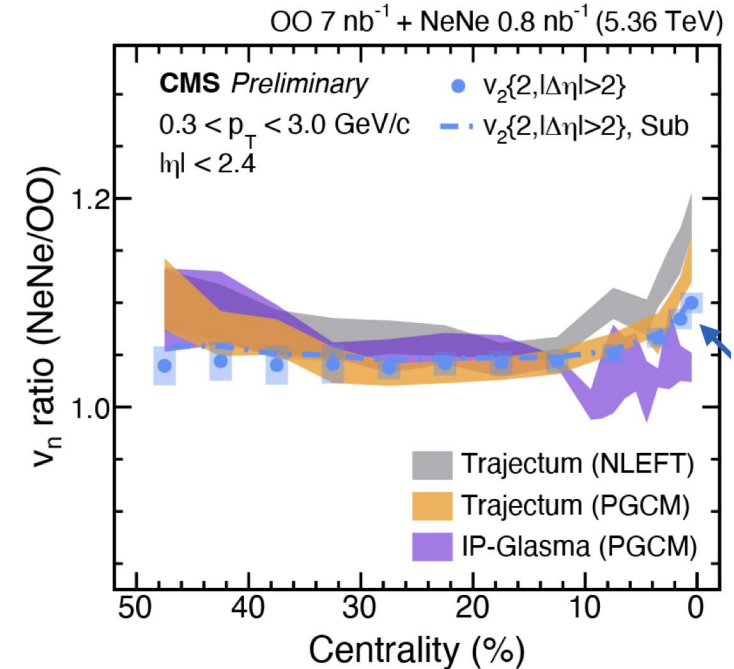 OO 7 nb⁻¹ + NeNe 0.8 nb⁻¹ (5.36 TeV)
CMS Preliminary
0.3 < p_T < 3.0 GeV/c
|η| < 2.4
v₂{2,|Δη|>2}
v₂{2,|Δη|>2}, Sub
v_n ratio (NeNe/OO)
1.2
1.0
Trajectum (NLEFT)
Trajectum (PGCM)
IP-Glasma (PGCM)
50 40 30 20 10 0
Centrality (%)